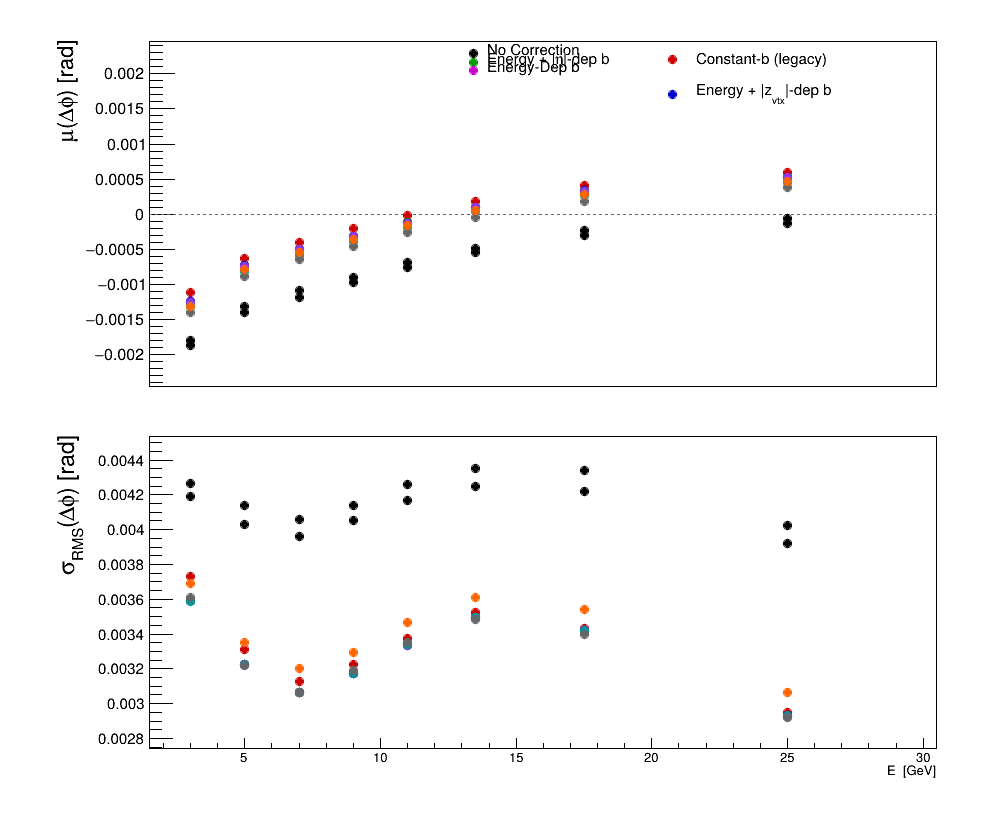 μ(Δϕ) [rad]
0.002
0.0015
0.001
0.0005
0
−0.0005
−0.001
−0.0015
−0.002
No Correction
Energy + |η|-dep b
Energy-Dep b
Constant-b (legacy)
Energy + |z_vtx|-dep b
σ_RMS(Δϕ) [rad]
0.0044
0.0042
0.004
0.0038
0.0036
0.0034
0.0032
0.003
0.0028
5 10 15 20 25 30
E [GeV]